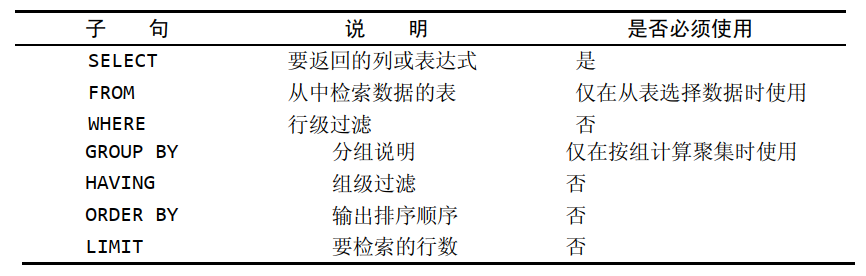 子 句 说 明 是否必须使用
SELECT 要返回的列或表达式 是
FROM 从中检索数据的表 仅在从表选择数据时使用
WHERE 行级过滤 否
GROUP BY 分组说明 仅在按组计算聚集时使用
HAVING 组级过滤 否
ORDER BY 输出排序顺序 否
LIMIT 要检索的行数 否